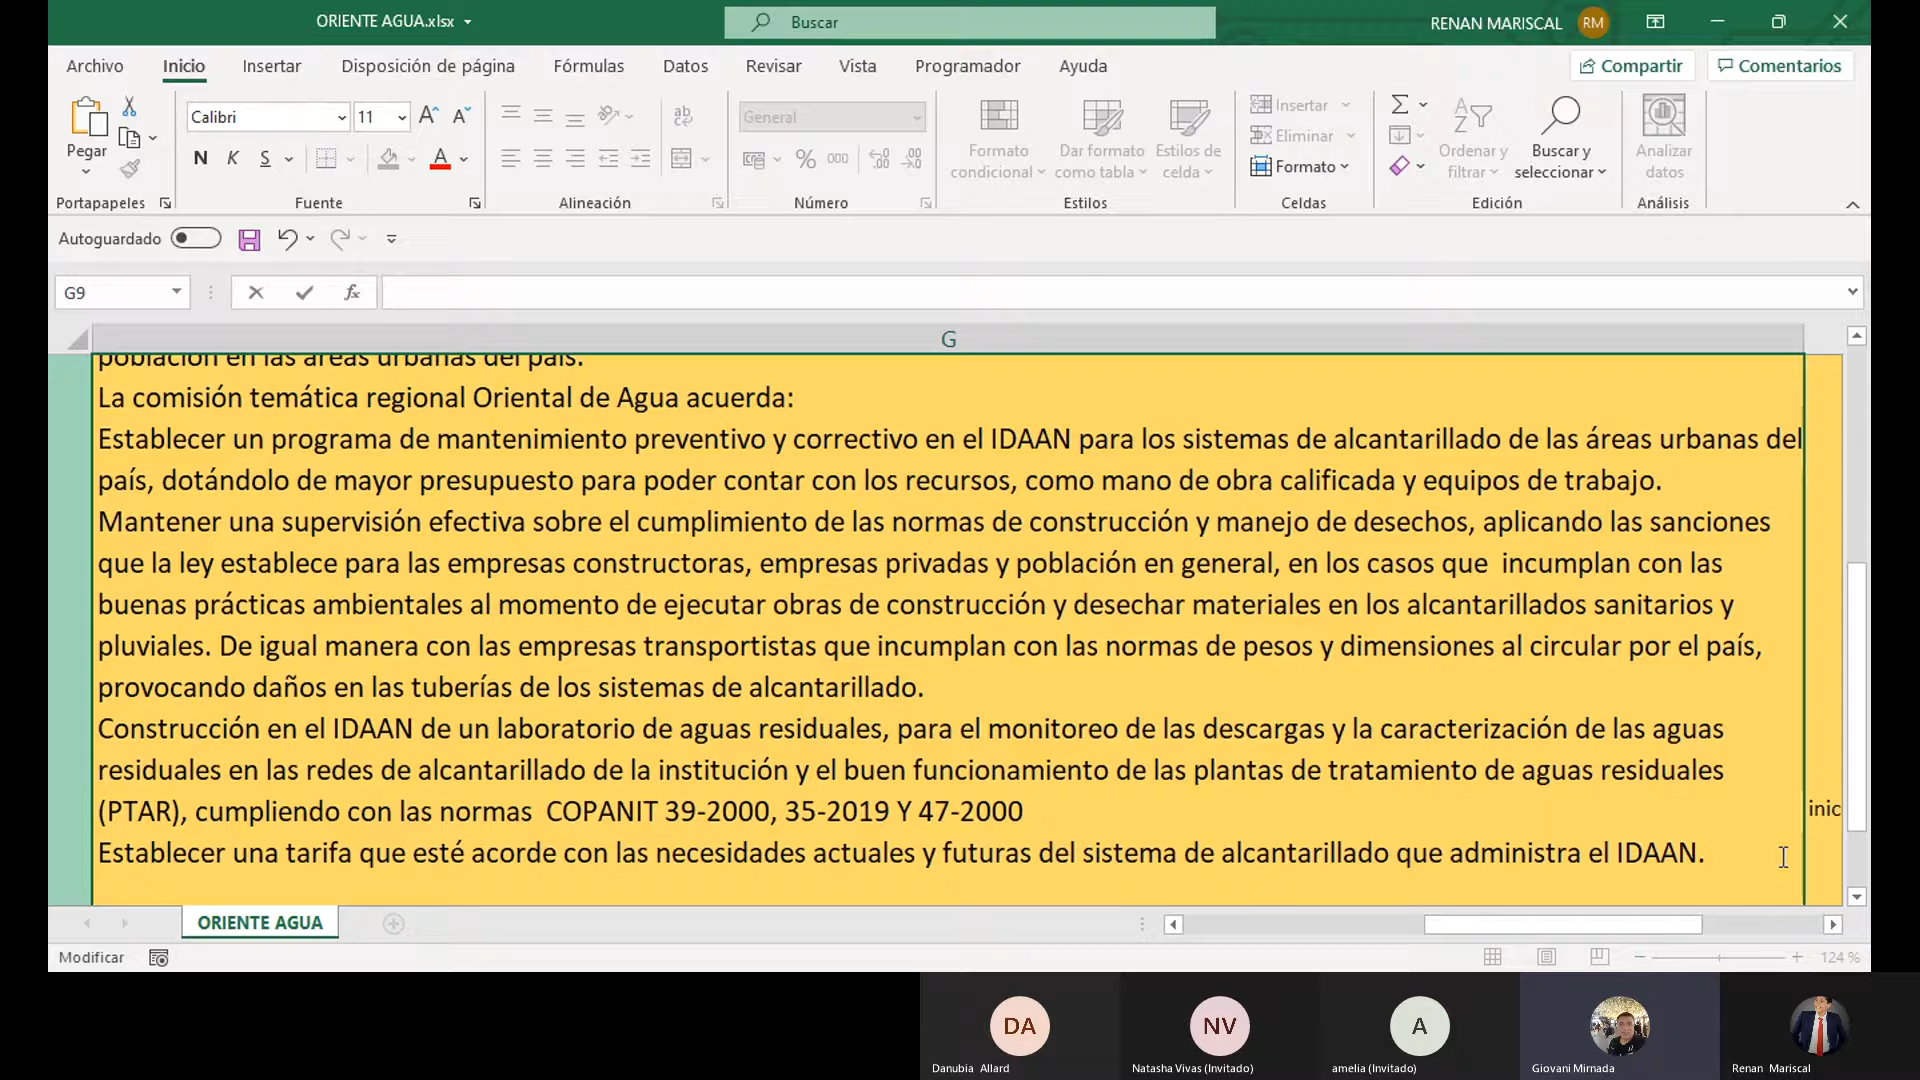 ORIENTE AGUA.xlsx
Buscar
RENAN MARISCAL RM
Archivo Inicio Insertar Disposición de página Fórmulas Datos Revisar Vista Programador Ayuda
Compartir Comentarios
Pegar
Calibri 11
N K S
ab
General
% 000
Formato condicional
Dar formato como tabla
Estilos de celda
Insertar
Eliminar
Formato
Ordenar y filtrar
Buscar y seleccionar
Analizar datos
Portapapeles Fuente Alineación Número Estilos Celdas Edición Análisis
Autoguardado
G9 fx
G
población en las áreas urbanas del país.
La comisión temática regional Oriental de Agua acuerda:
Establecer un programa de mantenimiento preventivo y correctivo en el IDAAN para los sistemas de alcantarillado de las áreas urbanas del
país, dotándolo de mayor presupuesto para poder contar con los recursos, como mano de obra calificada y equipos de trabajo.
Mantener una supervisión efectiva sobre el cumplimiento de las normas de construcción y manejo de desechos, aplicando las sanciones
que la ley establece para las empresas constructoras, empresas privadas y población en general, en los casos que  incumplan con las
buenas prácticas ambientales al momento de ejecutar obras de construcción y desechar materiales en los alcantarillados sanitarios y
pluviales. De igual manera con las empresas transportistas que incumplan con las normas de pesos y dimensiones al circular por el país,
provocando daños en las tuberías de los sistemas de alcantarillado.
Construcción en el IDAAN de un laboratorio de aguas residuales, para el monitoreo de las descargas y la caracterización de las aguas
residuales en las redes de alcantarillado de la institución y el buen funcionamiento de las plantas de tratamiento de aguas residuales
(PTAR), cumpliendo con las normas  COPANIT 39-2000, 35-2019 Y 47-2000
inic
Establecer una tarifa que esté acorde con las necesidades actuales y futuras del sistema de alcantarillado que administra el IDAAN.
ORIENTE AGUA
Modificar
124 %
DA NV A
Danubia Allard
Natasha Vivas (Invitado)
amelia (Invitado)
Giovani Mirnada
Renan Mariscal